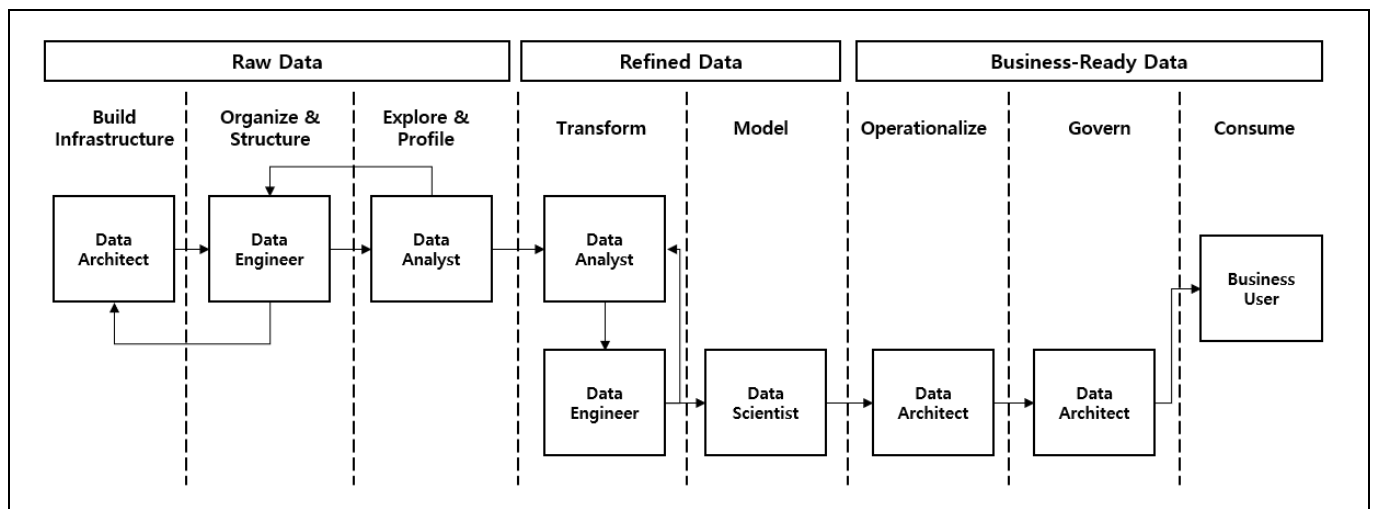 Raw Data
Refined Data
Business-Ready Data
Build
Infrastructure
Organize &
Structure
Explore &
Profile
Transform
Model
Operationalize
Govern
Consume
Data
Architect
Data
Engineer
Data
Analyst
Data
Analyst
Business
User
Data
Engineer
Data
Scientist
Data
Architect
Data
Architect